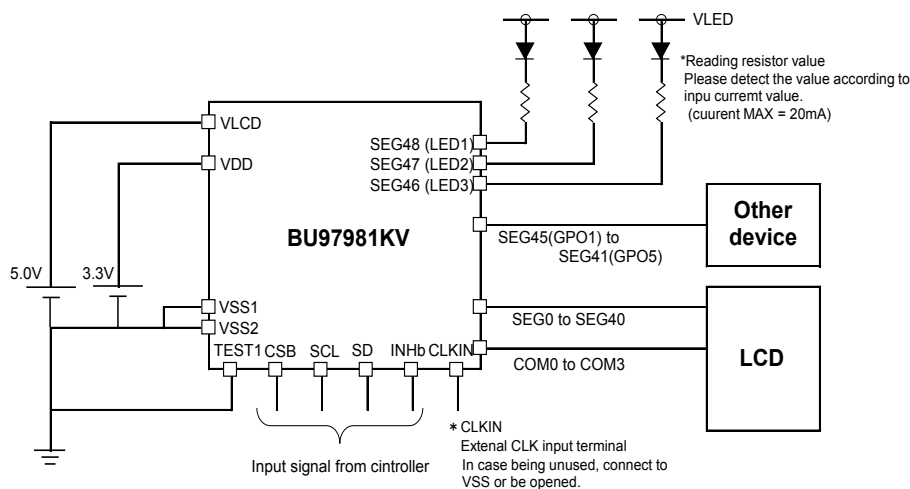 VLED
*Reading resistor value
Please detect the value according to
inpu curremt value.
(cuurent MAX = 20mA)
VLCD
VDD
SEG48 (LED1)
SEG47 (LED2)
SEG46 (LED3)
BU97981KV
SEG45(GPO1) to
SEG41(GPO5)
Other
device
5.0V
3.3V
VSS1
VSS2
SEG0 to SEG40
COM0 to COM3
LCD
TEST1
CSB
SCL
SD
INHb
CLKIN
Input signal from cintroller
* CLKIN
Extenal CLK input terminal
In case being unused, connect to
VSS or be opened.